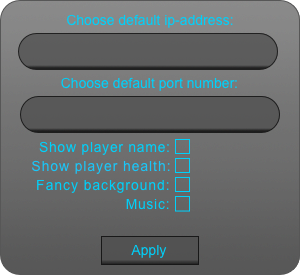 Choose default ip-address:
Choose default port number:
Show player name:
Show player health:
Fancy background:
Music:
Apply